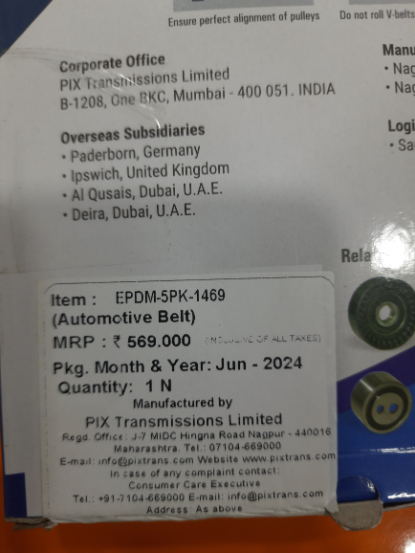 Ensure perfect alignment of pulleys
Do not roll V-belts
Corporate Office
PIX Transmissions Limited
B-1208, One BKC, Mumbai - 400 051. INDIA
Overseas Subsidiaries
• Paderborn, Germany
• Ipswich, United Kingdom
• Al Qusais, Dubai, U.A.E.
• Deira, Dubai, U.A.E.
Manu
• Nag
• Nag
Logi
• Sa
Rela
Item : EPDM-5PK-1469
(Automotive Belt)
MRP : ₹ 569.000 (INCLUSIVE OF ALL TAXES)
Pkg. Month & Year: Jun - 2024
Quantity: 1 N
Manufactured by
PIX Transmissions Limited
Regd. Office: J-7 MIDC Hingna Road Nagpur - 440016
Maharashtra. Tel.: 07104-669000
E-mail: info@pixtrans.com Website www.pixtrans.com
In case of any complaint contact:
Consumer Care Executive
Tel.: +91-7104-669000 E-mail: info@pixtrans.com
Address: As above